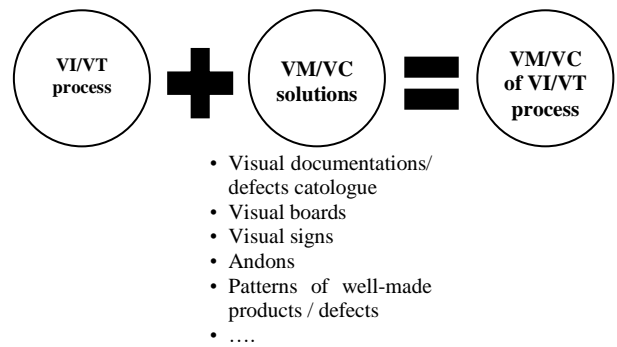 VI/VT
process
VM/VC
solutions
VM/VC
of VI/VT
process
• Visual documentations/
defects catologue
• Visual boards
• Visual signs
• Andons
• Patterns of well-made
products / defects
• ….